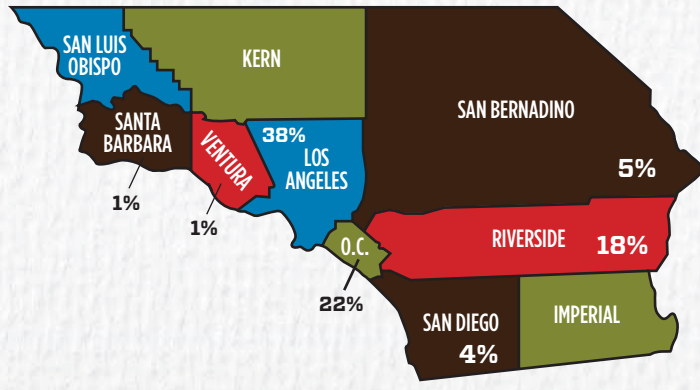 SAN LUIS
OBISPO
KERN
SAN BERNADINO
SANTA
BARBARA
VENTURA
38%
LOS
ANGELES
5%
1%
1%
O.C.
RIVERSIDE
18%
22%
SAN DIEGO
4%
IMPERIAL